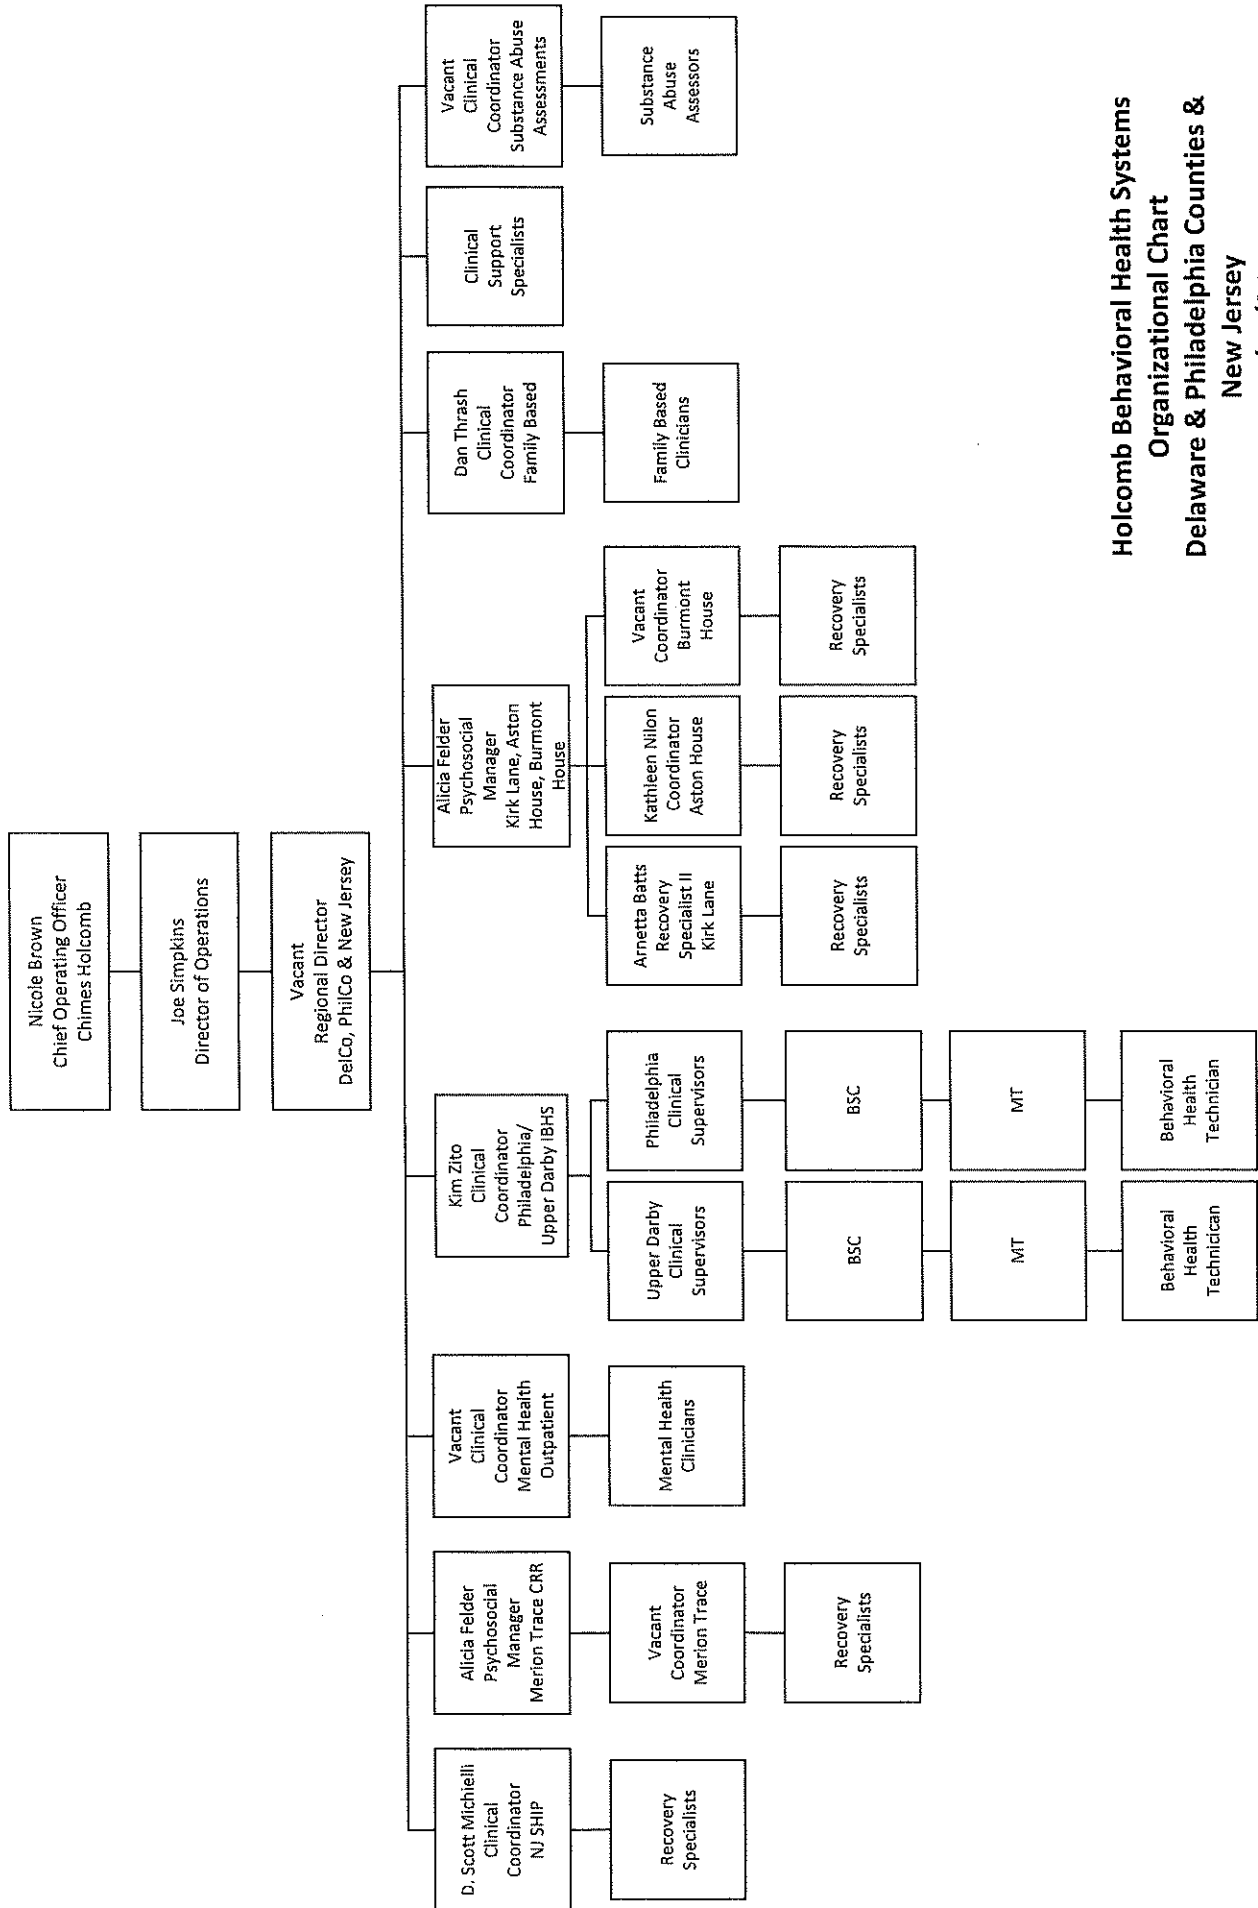 Nicole Brown
Chief Operating Officer
Chimes Holcomb
Joe Simpkins
Director of Operations
Vacant
Regional Director
DelCo, PhilCo & New Jersey
D. Scott Michielli
Clinical
Coordinator
NJ SHIP
Recovery
Specialists
Alicia Felder
Psychosocial
Manager
Merion Trace CRR
Vacant
Coordinator
Merion Trace
Recovery
Specialists
Vacant
Clinical
Coordinator
Mental Health
Outpatient
Mental Health
Clinicians
Kim Zito
Clinical
Coordinator
Philadelphia/
Upper Darby IBHS
Upper Darby
Clinical
Supervisors
BSC
MT
Behavioral
Health
Technicican
Philadelphia
Clinical
Supervisors
BSC
MT
Behavioral
Health
Technician
Alicia Felder
Psychosocial
Manager
Kirk Lane, Aston
House, Burmont
House
Arnetta Batts
Recovery
Specialist II
Kirk Lane
Recovery
Specialists
Kathleen Nilon
Coordinator
Aston House
Recovery
Specialists
Vacant
Coordinator
Burmont
House
Recovery
Specialists
Dan Thrash
Clinical
Coordinator
Family Based
Family Based
Clinicians
Clinical
Support
Specialists
Vacant
Clinical
Coordinator
Substance Abuse
Assessments
Substance
Abuse
Assessors
Holcomb Behavioral Health Systems
Organizational Chart
Delaware & Philadelphia Counties &
New Jersey